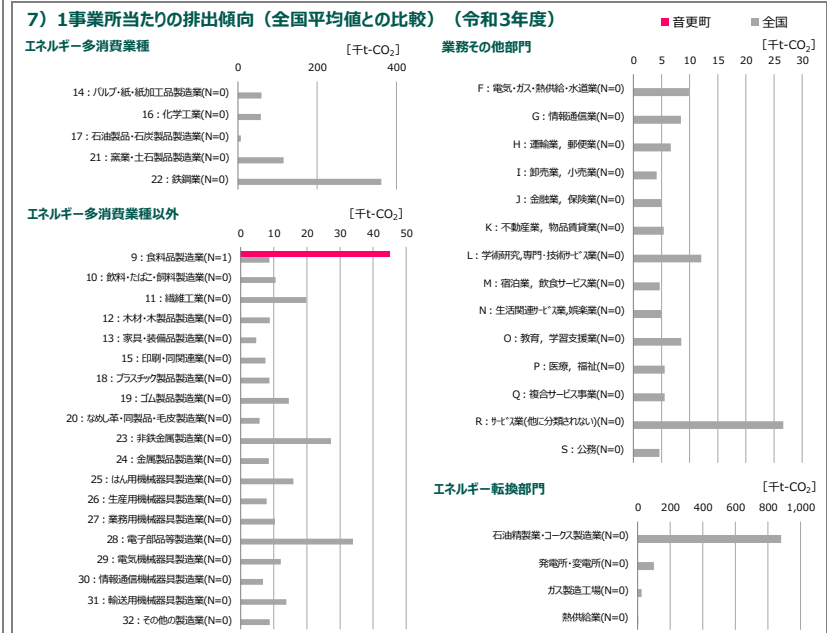 7）1事業所当たりの排出傾向（全国平均値との比較）（令和3年度）
■音更町 ■全国
エネルギー多消費業種
[千t-CO₂]
0 200 400
14：パルプ・紙・紙加工品製造業(N=0)
16：化学工業(N=0)
17：石油製品・石炭製品製造業(N=0)
21：窯業・土石製品製造業(N=0)
22：鉄鋼業(N=0)
エネルギー多消費業種以外
[千t-CO₂]
0 10 20 30 40 50
9：食料品製造業(N=1)
10：飲料・たばこ・飼料製造業(N=0)
11：繊維工業(N=0)
12：木材・木製品製造業(N=0)
13：家具・装備品製造業(N=0)
15：印刷・同関連業(N=0)
18：プラスチック製品製造業(N=0)
19：ゴム製品製造業(N=0)
20：なめし革・同製品・毛皮製造業(N=0)
23：非鉄金属製造業(N=0)
24：金属製品製造業(N=0)
25：はん用機械器具製造業(N=0)
26：生産用機械器具製造業(N=0)
27：業務用機械器具製造業(N=0)
28：電子部品等製造業(N=0)
29：電気機械器具製造業(N=0)
30：情報通信機械器具製造業(N=0)
31：輸送用機械器具製造業(N=0)
32：その他の製造業(N=0)
業務その他部門
[千t-CO₂]
0 5 10 15 20 25 30
F：電気・ガス・熱供給・水道業(N=0)
G：情報通信業(N=0)
H：運輸業，郵便業(N=0)
I：卸売業，小売業(N=0)
J：金融業，保険業(N=0)
K：不動産業，物品賃貸業(N=0)
L：学術研究,専門・技術ｻｰﾋﾞｽ業(N=0)
M：宿泊業，飲食サービス業(N=0)
N：生活関連ｻｰﾋﾞｽ業,娯楽業(N=0)
O：教育，学習支援業(N=0)
P：医療，福祉(N=0)
Q：複合サービス事業(N=0)
R：ｻｰﾋﾞｽ業(他に分類されない)(N=0)
S：公務(N=0)
エネルギー転換部門
[千t-CO₂]
0 200 400 600 800 1,000
石油精製業・コークス製造業(N=0)
発電所・変電所(N=0)
ガス製造工場(N=0)
熱供給業(N=0)